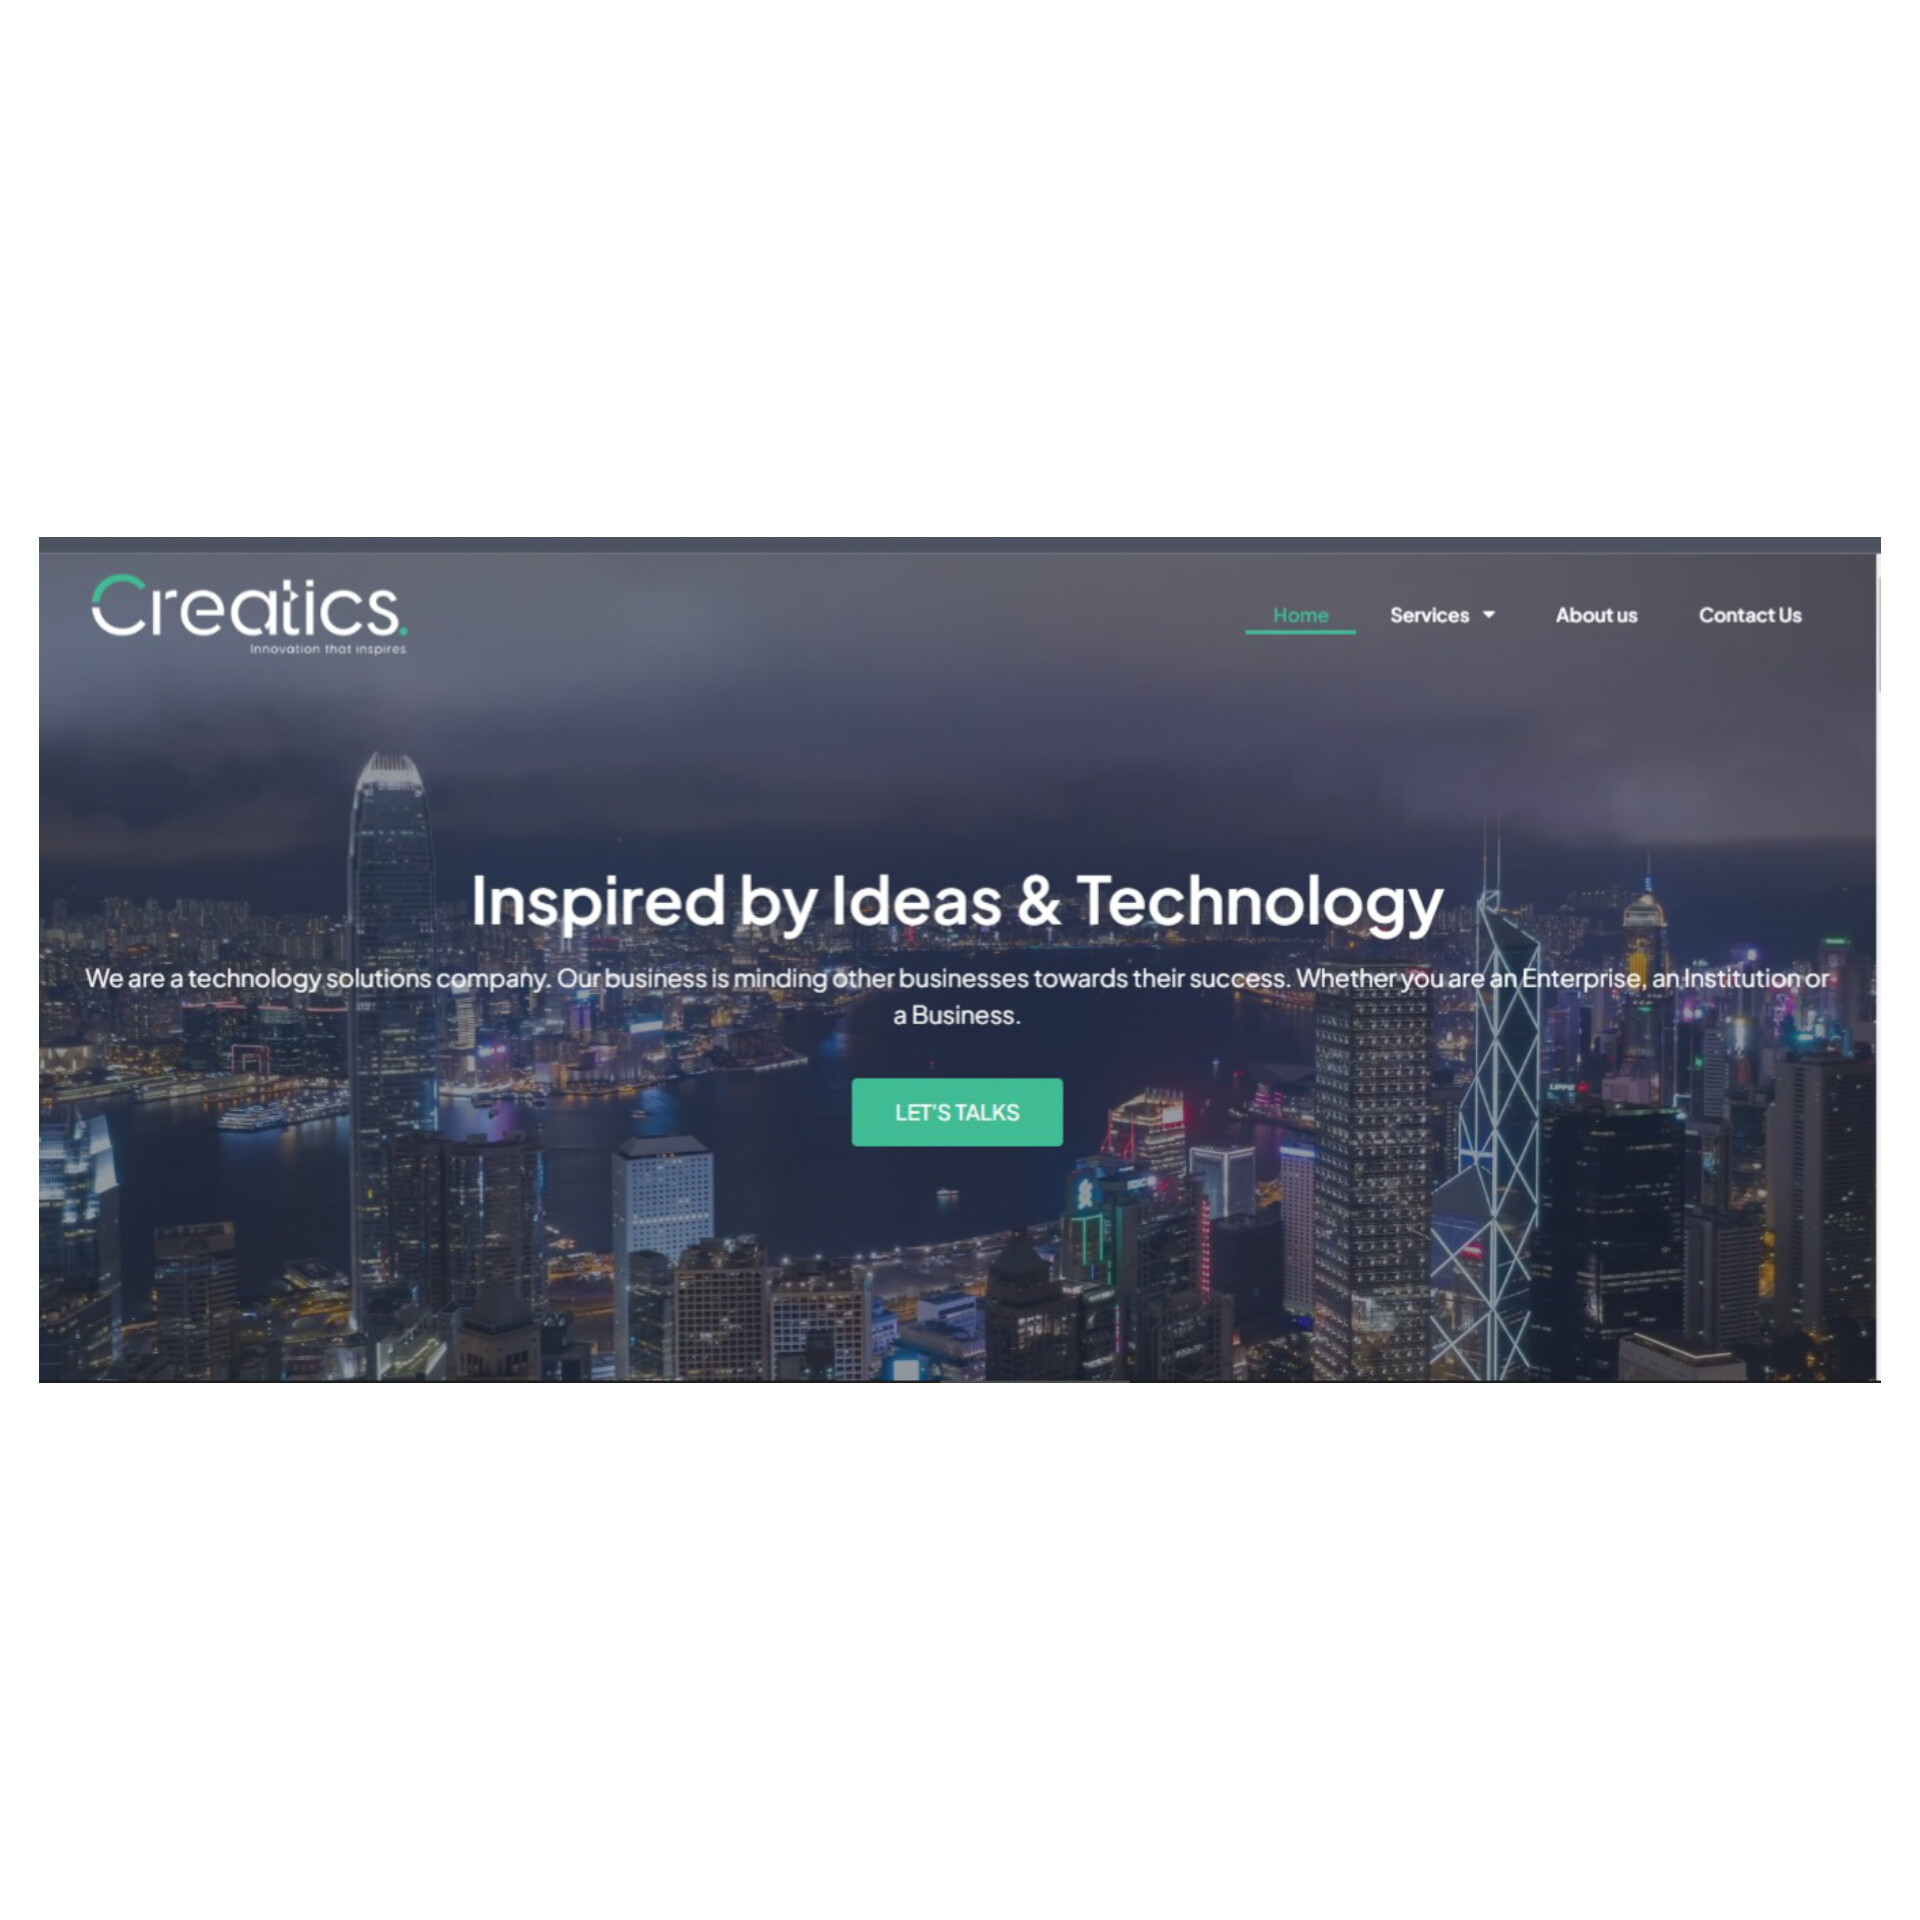 Creatics.
Innovation that inspires
Home Services About us Contact Us
Inspired by Ideas & Technology
We are a technology solutions company. Our business is minding other businesses towards their success. Whether you are an Enterprise, an Institution or
a Business.
LET'S TALKS
LIPPO